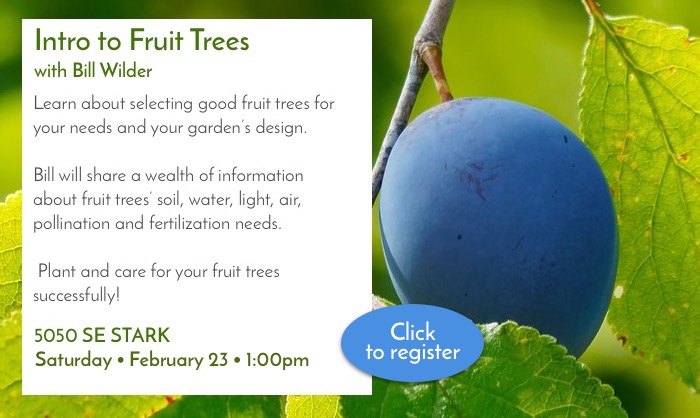 Intro to Fruit Trees
with Bill Wilder
Learn about selecting good fruit trees for
your needs and your garden's design.
Bill will share a wealth of information
about fruit trees' soil, water, light, air,
pollination and fertilization needs.
Plant and care for your fruit trees
successfully!
5050 SE STARK
Saturday • February 23 • 1:00pm
Click
to register